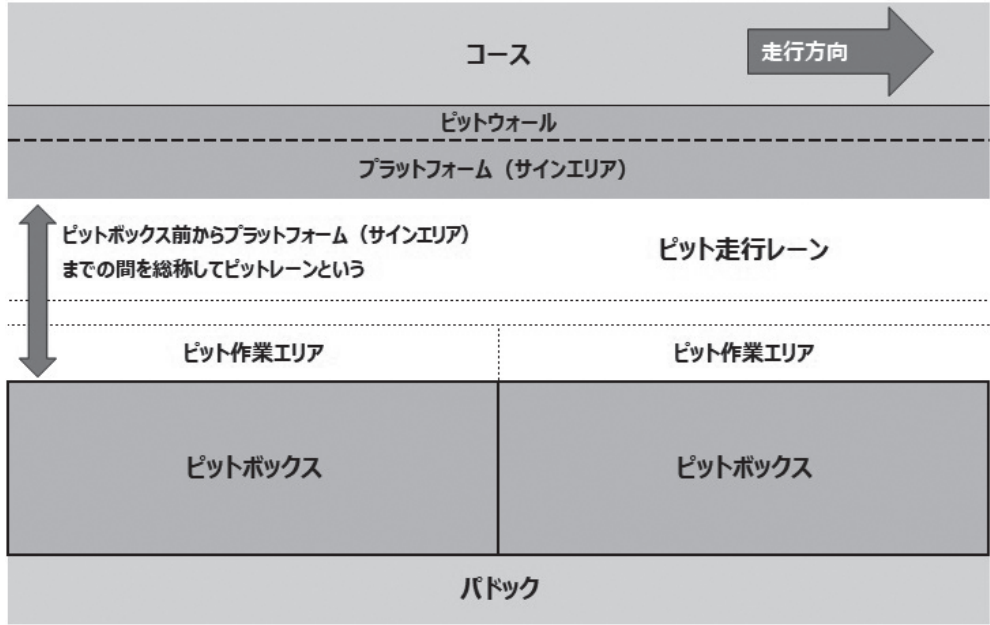 コース
走行方向
ピットウォール
プラットフォーム（サインエリア）
ピットボックス前からプラットフォーム（サインエリア）
までの間を総称してピットレーンという
ピット走行レーン
ピット作業エリア
ピット作業エリア
ピットボックス
ピットボックス
パドック